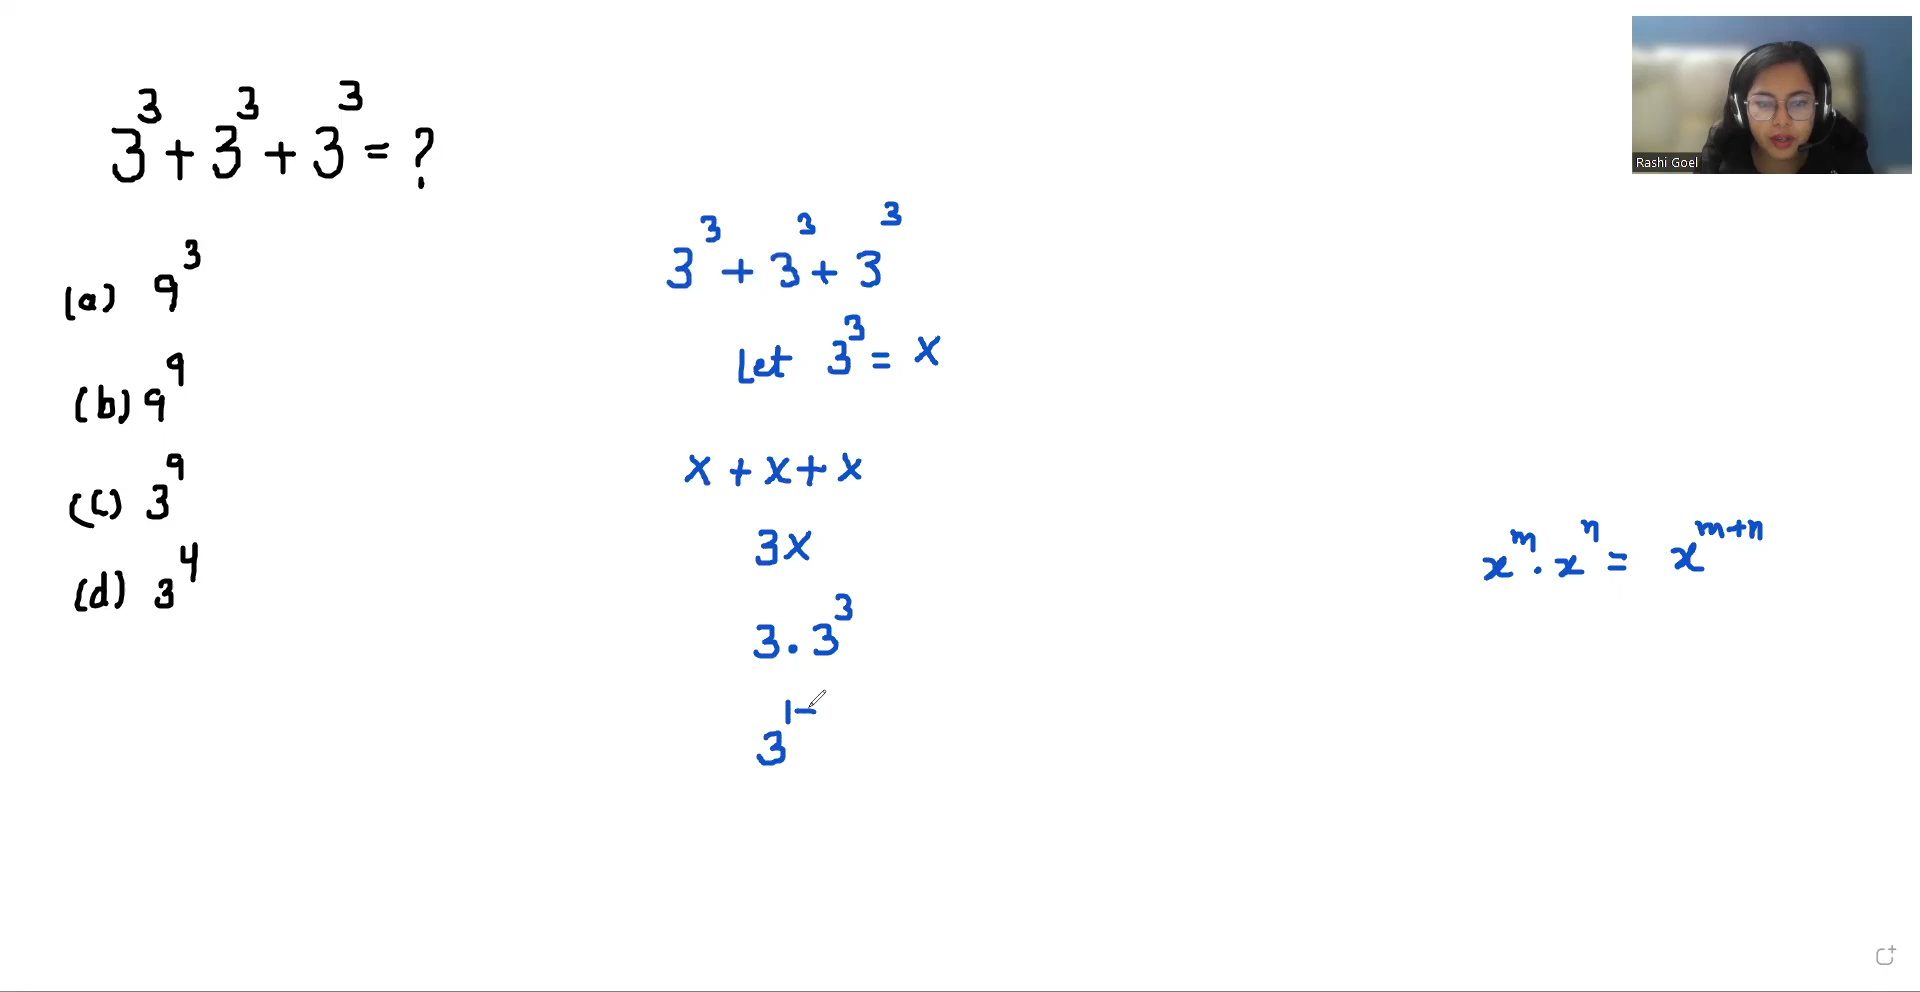 3³ + 3³ + 3³ = ?
(a) 9³
(b) 9⁹
(c) 3⁹
(d) 3⁴
3³ + 3³ + 3³
Let 3³ = x
x + x + x
3x
3 . 3³
3¹⁻
xᵐ . xⁿ = xᵐ⁺ⁿ
Rashi Goel